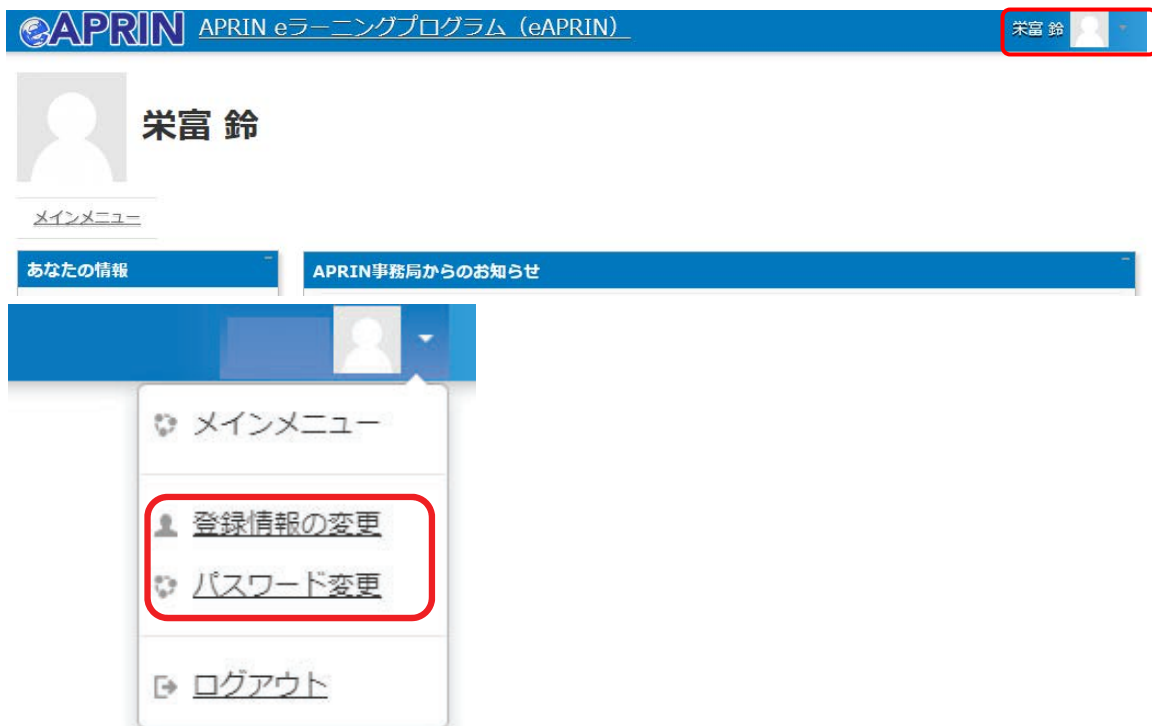 eAPRIN APRIN eラーニングプログラム（eAPRIN） 栄富 鈴
栄富 鈴
メインメニュー
あなたの情報
APRIN事務局からのお知らせ
メインメニュー
登録情報の変更
パスワード変更
ログアウト